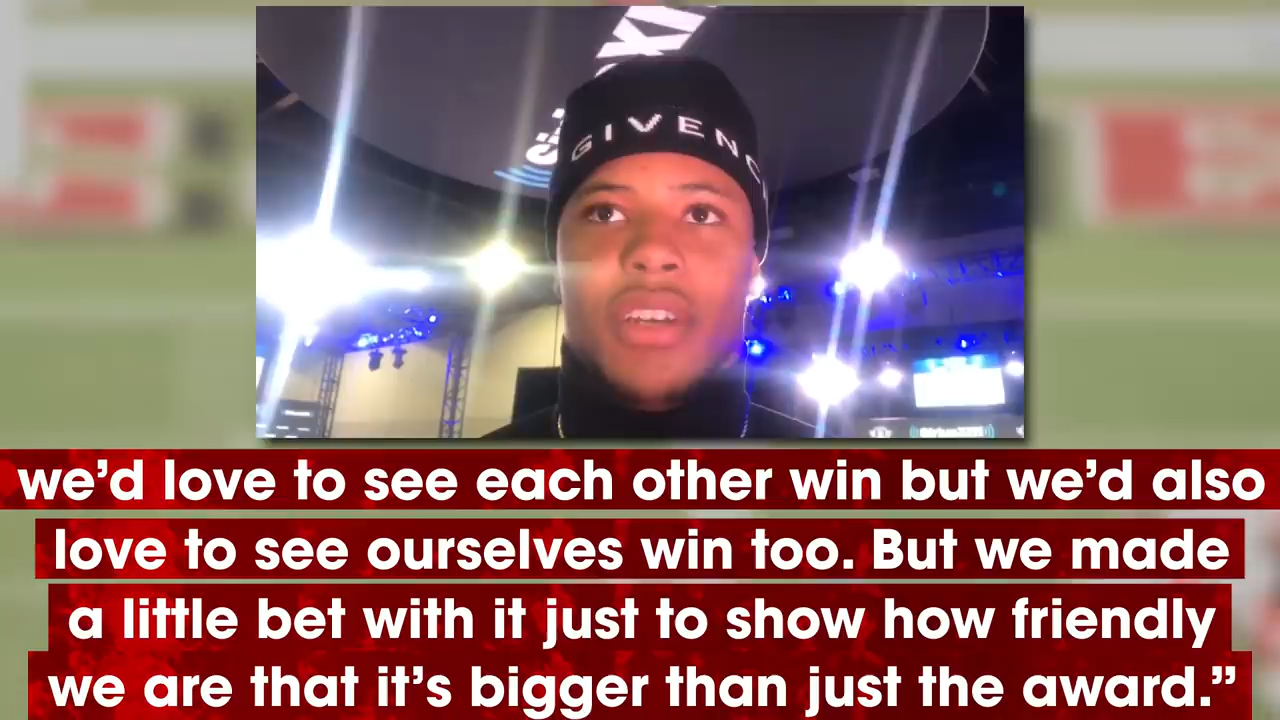 GIVENC
we’d love to see each other win but we’d also
love to see ourselves win too. But we made
a little bet with it just to show how friendly
we are that it’s bigger than just the award.”